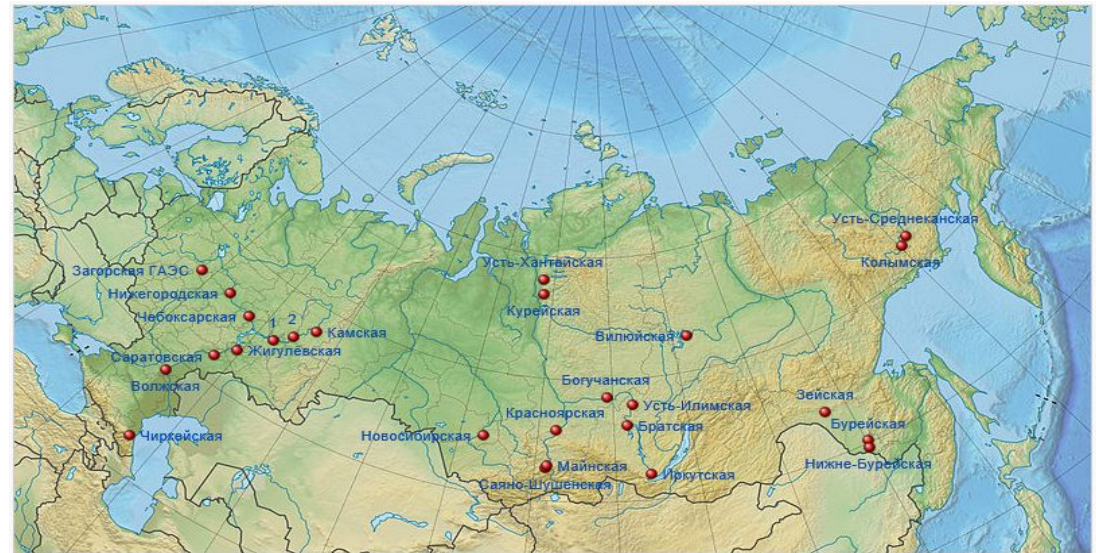 Усть-Среднеканская
Колымская
Усть-Хантайская
Загорская ГАЭС
Нижегородская
Курейская
Чебоксарская
1
2
Камская
Вилюйская
Жигулёвская
Саратовская
Волжская
Богучанская
Зейская
Усть-Илимская
Красноярская
Братская
Бурейская
Чиркейская
Новосибирская
Нижне-Бурейская
Майнская
Иркутская
Саяно-Шушенская